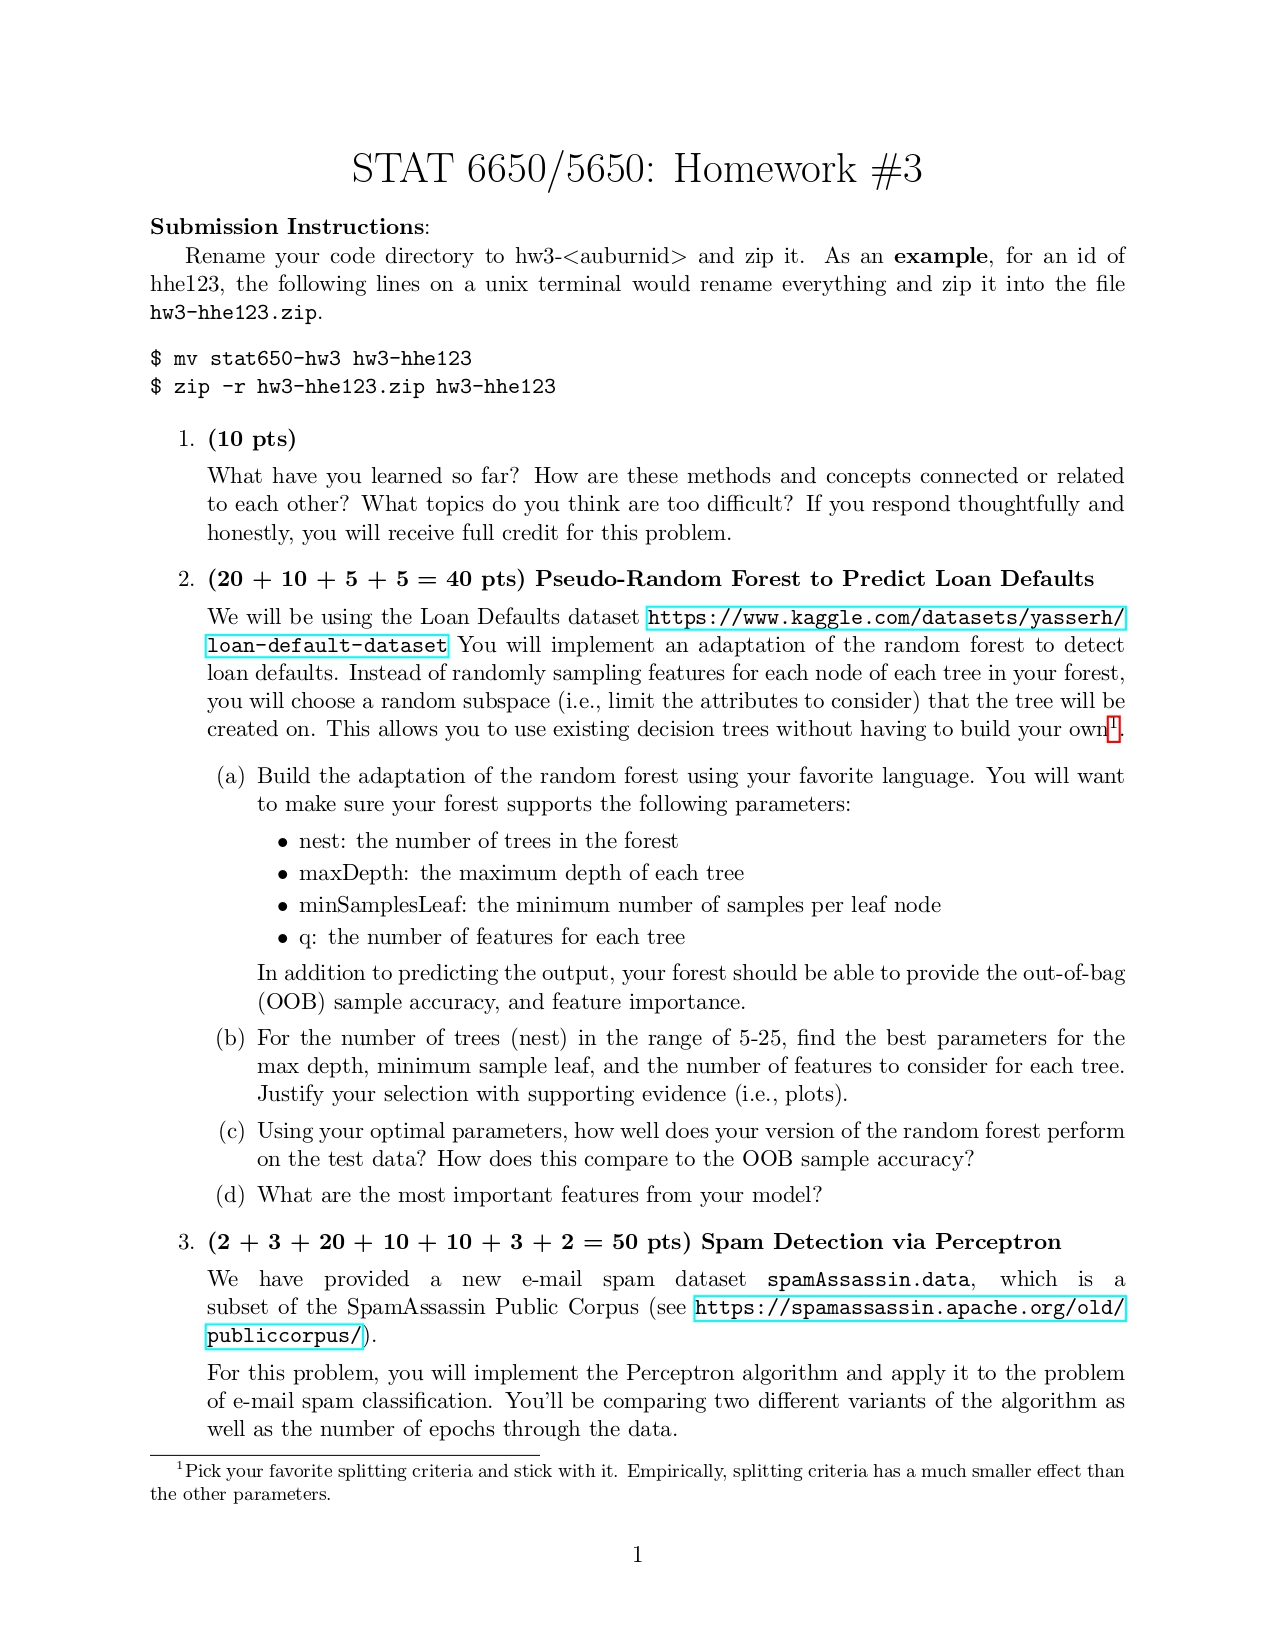 STAT 6650/5650: Homework #3
Submission Instructions:
Rename your code directory to hw3-<auburnid> and zip it. As an example, for an id of
hhe123, the following lines on a unix terminal would rename everything and zip it into the file
hw3-hhe123.zip.
$ mv stat650-hw3 hw3-hhe123
$ zip -r hw3-hhe123.zip hw3-hhe123
1. (10 pts)
What have you learned so far? How are these methods and concepts connected or related
to each other? What topics do you think are too difficult? If you respond thoughtfully and
honestly, you will receive full credit for this problem.
2. (20 + 10 + 5 + 5 = 40 pts) Pseudo-Random Forest to Predict Loan Defaults
We will be using the Loan Defaults dataset https://www.kaggle.com/datasets/yasserh/
loan-default-dataset You will implement an adaptation of the random forest to detect
loan defaults. Instead of randomly sampling features for each node of each tree in your forest,
you will choose a random subspace (i.e., limit the attributes to consider) that the tree will be
created on. This allows you to use existing decision trees without having to build your own1.
(a) Build the adaptation of the random forest using your favorite language. You will want
to make sure your forest supports the following parameters:
• nest: the number of trees in the forest
• maxDepth: the maximum depth of each tree
• minSamplesLeaf: the minimum number of samples per leaf node
• q: the number of features for each tree
In addition to predicting the output, your forest should be able to provide the out-of-bag
(OOB) sample accuracy, and feature importance.
(b) For the number of trees (nest) in the range of 5-25, find the best parameters for the
max depth, minimum sample leaf, and the number of features to consider for each tree.
Justify your selection with supporting evidence (i.e., plots).
(c) Using your optimal parameters, how well does your version of the random forest perform
on the test data? How does this compare to the OOB sample accuracy?
(d) What are the most important features from your model?
3. (2 + 3 + 20 + 10 + 10 + 3 + 2 = 50 pts) Spam Detection via Perceptron
We have provided a new e-mail spam dataset spamAssassin.data, which is a
subset of the SpamAssassin Public Corpus (see https://spamassassin.apache.org/old/
publiccorpus/).
For this problem, you will implement the Perceptron algorithm and apply it to the problem
of e-mail spam classification. You'll be comparing two different variants of the algorithm as
well as the number of epochs through the data.
1Pick your favorite splitting criteria and stick with it. Empirically, splitting criteria has a much smaller effect than
the other parameters.
1